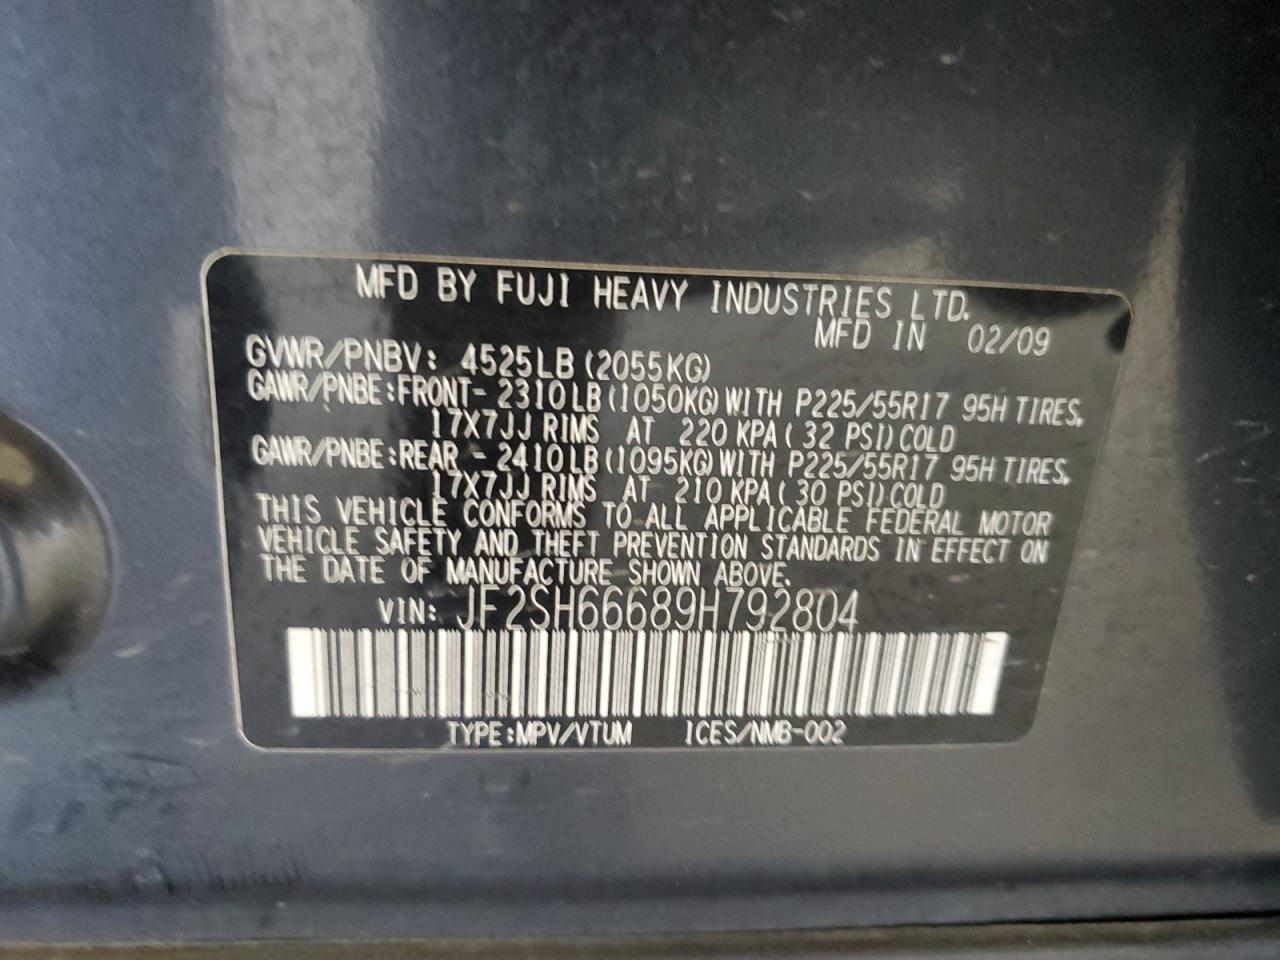 MFD BY FUJI HEAVY INDUSTRIES LTD.
MFD IN 02/09
GVWR/PNBV: 4525LB (2055KG)
GAWR/PNBE:FRONT- 2310LB (1050KG) WITH P225/55R17 95H TIRES,
17X7JJ RIMS AT 220 KPA ( 32 PSI) COLD
GAWR/PNBE:REAR - 2410LB (1095KG) WITH P225/55R17 95H TIRES,
17X7JJ RIMS AT 210 KPA ( 30 PSI) COLD
THIS VEHICLE CONFORMS TO ALL APPLICABLE FEDERAL MOTOR
VEHICLE SAFETY AND THEFT PREVENTION STANDARDS IN EFFECT ON
THE DATE OF MANUFACTURE SHOWN ABOVE.
VIN: JF2SH66689H792804
TYPE:MPV/VTUM ICES/NMB-002